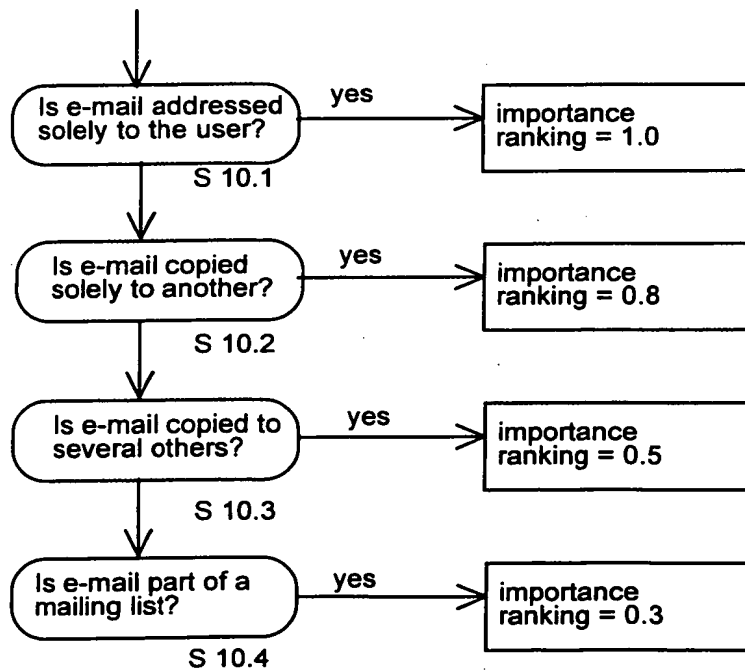 Is e-mail addressed
solely to the user?
yes
importance
ranking = 1.0
S 10.1
Is e-mail copied
solely to another?
yes
importance
ranking = 0.8
S 10.2
Is e-mail copied to
several others?
yes
importance
ranking = 0.5
S 10.3
Is e-mail part of a
mailing list?
yes
importance
ranking = 0.3
S 10.4